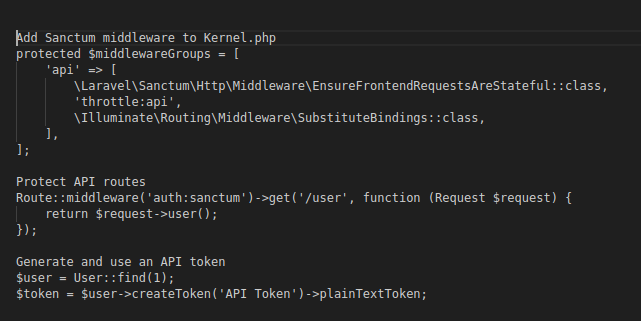 Add Sanctum middleware to Kernel.php
protected $middlewareGroups = [
    'api' => [
        \Laravel\Sanctum\Http\Middleware\EnsureFrontendRequestsAreStateful::class,
        'throttle:api',
        \Illuminate\Routing\Middleware\SubstituteBindings::class,
    ],
];

Protect API routes
Route::middleware('auth:sanctum')->get('/user', function (Request $request) {
    return $request->user();
});

Generate and use an API token
$user = User::find(1);
$token = $user->createToken('API Token')->plainTextToken;